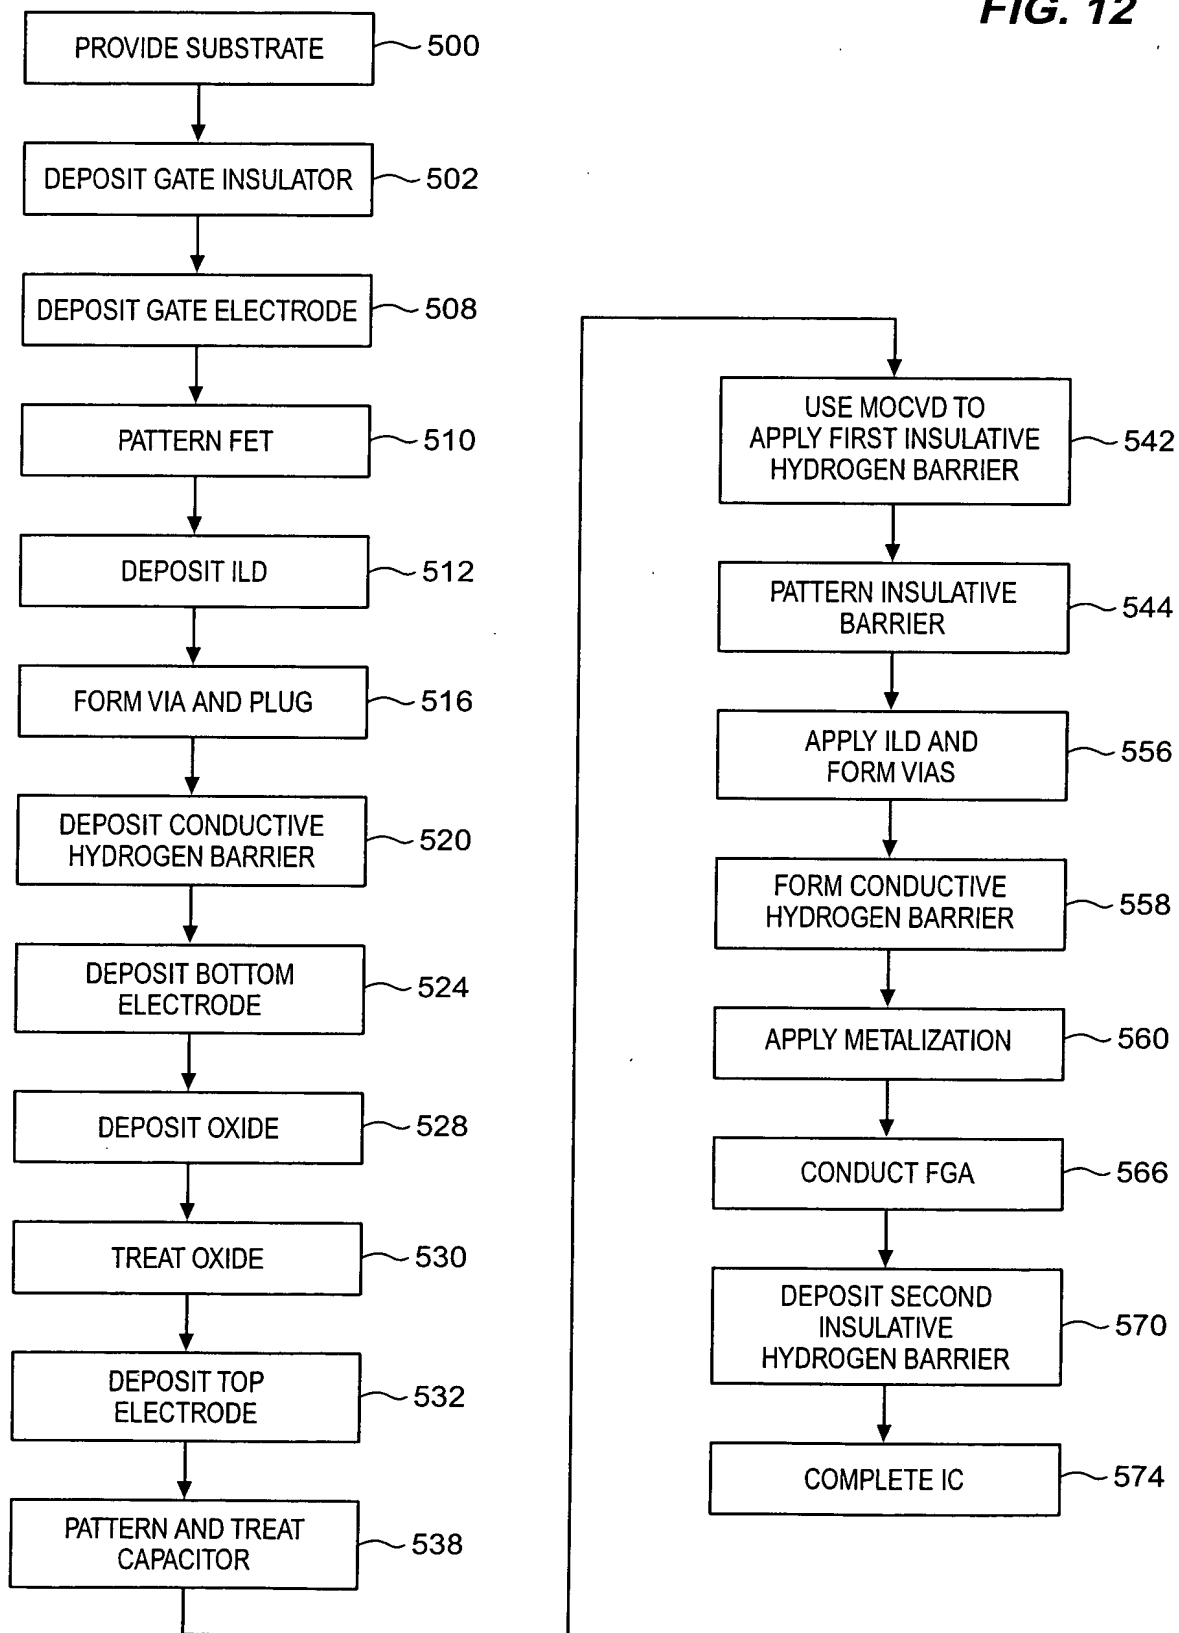 FIG. 12
PROVIDE SUBSTRATE
500
DEPOSIT GATE INSULATOR
502
DEPOSIT GATE ELECTRODE
508
PATTERN FET
510
DEPOSIT ILD
512
FORM VIA AND PLUG
516
DEPOSIT CONDUCTIVE
HYDROGEN BARRIER
520
DEPOSIT BOTTOM
ELECTRODE
524
DEPOSIT OXIDE
528
TREAT OXIDE
530
DEPOSIT TOP
ELECTRODE
532
PATTERN AND TREAT
CAPACITOR
538
USE MOCVD TO
APPLY FIRST INSULATIVE
HYDROGEN BARRIER
542
PATTERN INSULATIVE
BARRIER
544
APPLY ILD AND
FORM VIAS
556
FORM CONDUCTIVE
HYDROGEN BARRIER
558
APPLY METALIZATION
560
CONDUCT FGA
566
DEPOSIT SECOND
INSULATIVE
HYDROGEN BARRIER
570
COMPLETE IC
574